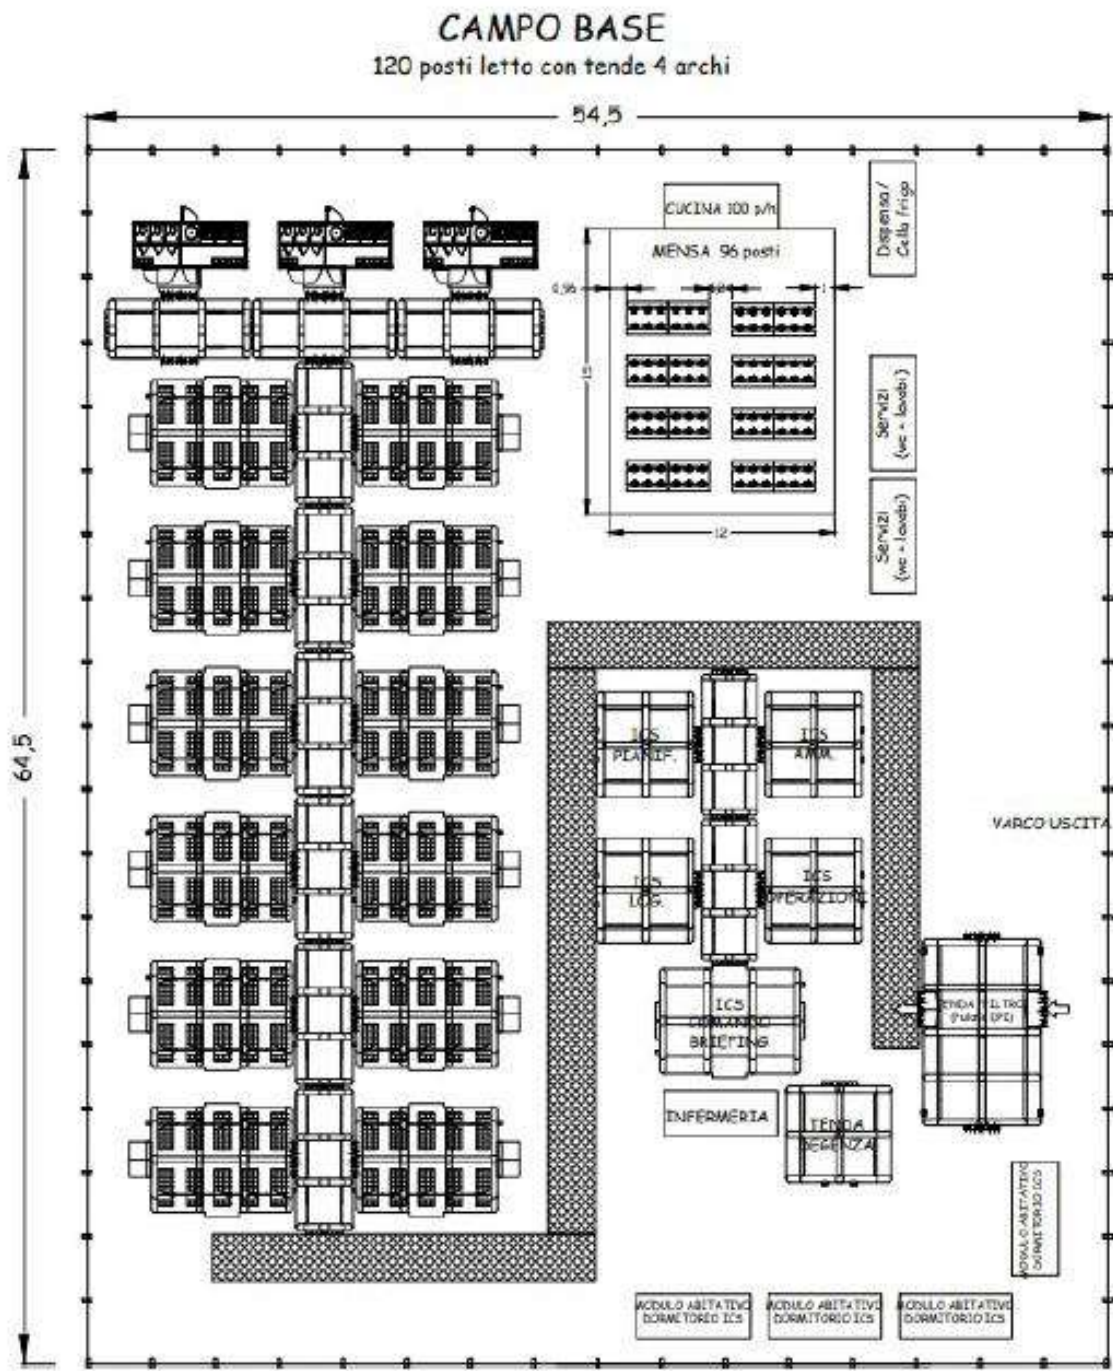 CAMPO BASE
120 posti letto con tende 4 archi
54,5
64,5
CUCINA 100 p/h
MENSA 96 posti
0,96
1
15
12
Dispensa/
Cella frigo
Servizi
(wc + lavabi)
Servizi
(wc + lavabi)
ICS
PIANIF.
ICS
AMM.
VARCO USCITA
ICS
LOG.
ICS
OPERAZIONI
ICS
COMANDO
BRIEFING
TENDA FILTRO
INFERMERIA
TENDA
DEGENZA
MODULO ABITATIVO
DORMITORIO ICS
MODULO ABITATIVO
DORMITORIO ICS
MODULO ABITATIVO
DORMITORIO ICS
MODULO ABITATIVO
DORMITORIO ICS